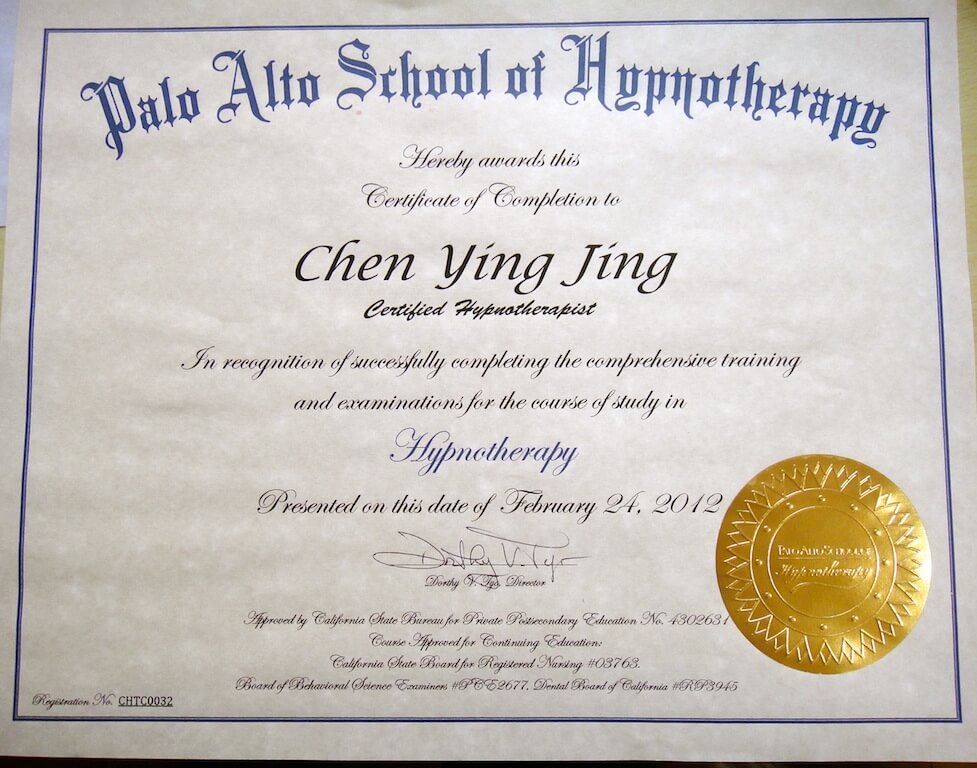 Palo Alto School of Hypnotherapy
Hereby awards this
Certificate of Completion to
Chen Ying Jing
Certified Hypnotherapist
In recognition of successfully completing the comprehensive training
and examinations for the course of study in
Hypnotherapy
Presented on this date of February 24, 2012
Dorthy V. Tyo
Dorthy V. Tyo, Director
Approved by California State Bureau for Private Postsecondary Education No. 4302631
Course Approved for Continuing Education:
California State Board for Registered Nursing #03763.
Board of Behavioral Science Examiners #PCE2677, Dental Board of California #RP3945
Registration No. CHTC0032
Palo Alto School of
Hypnotherapy